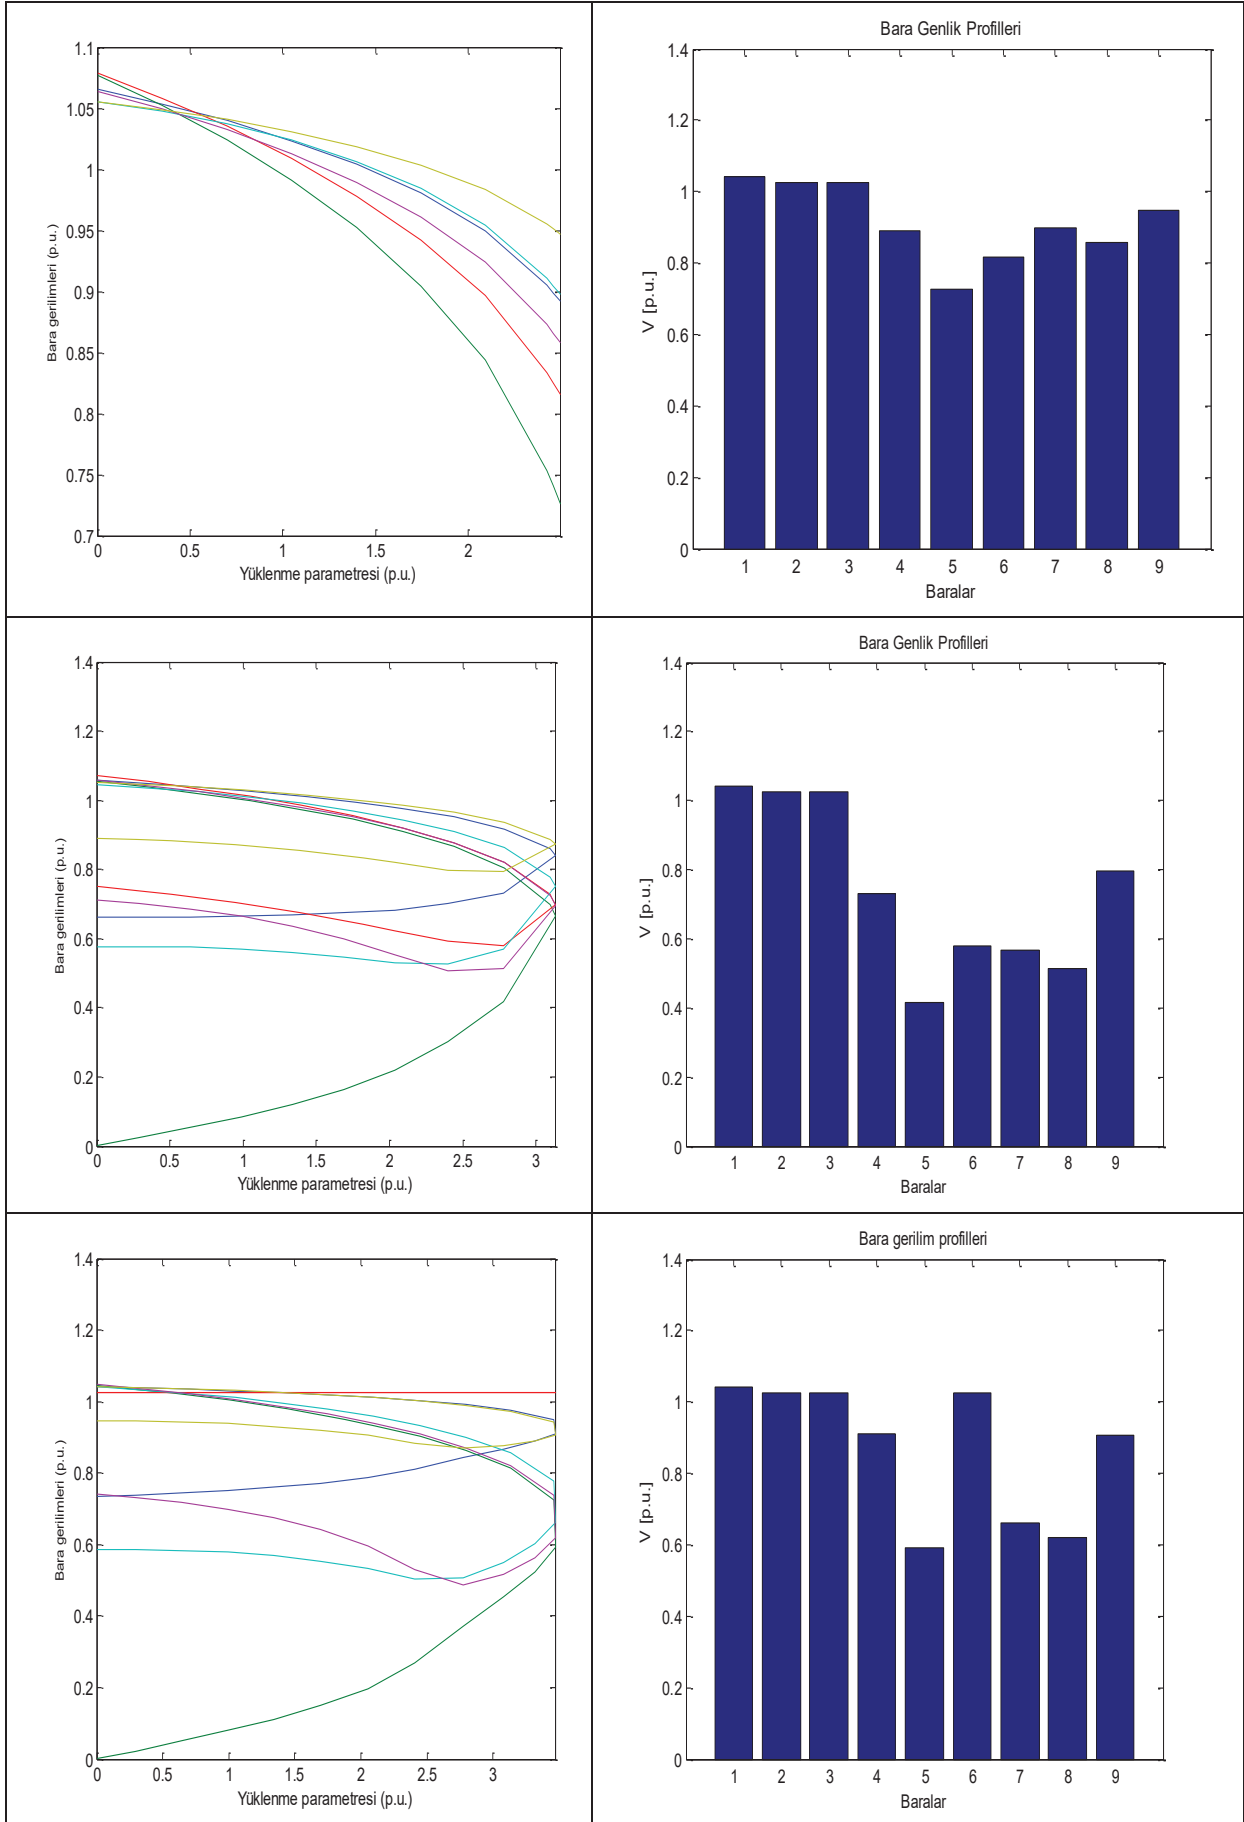 1.1
1.05
1
0.95
0.9
0.85
0.8
0.75
0.7
0 0.5 1 1.5 2
Bara gerilimleri (p.u.)
Yüklenme parametresi (p.u.)
Bara Genlik Profilleri
1.4
1.2
1
0.8
0.6
0.4
0.2
0
V [p.u.]
1 2 3 4 5 6 7 8 9
Baralar
1.4
1.2
1
0.8
0.6
0.4
0.2
0
0 0.5 1 1.5 2 2.5 3
Bara gerilimleri (p.u.)
Yüklenme parametresi (p.u.)
Bara Genlik Profilleri
1.4
1.2
1
0.8
0.6
0.4
0.2
0
V [p.u.]
1 2 3 4 5 6 7 8 9
Baralar
1.4
1.2
1
0.8
0.6
0.4
0.2
0
0 0.5 1 1.5 2 2.5 3
Bara gerilimleri (p.u.)
Yüklenme parametresi (p.u.)
Bara gerilim profilleri
1.4
1.2
1
0.8
0.6
0.4
0.2
0
V [p.u.]
1 2 3 4 5 6 7 8 9
Baralar